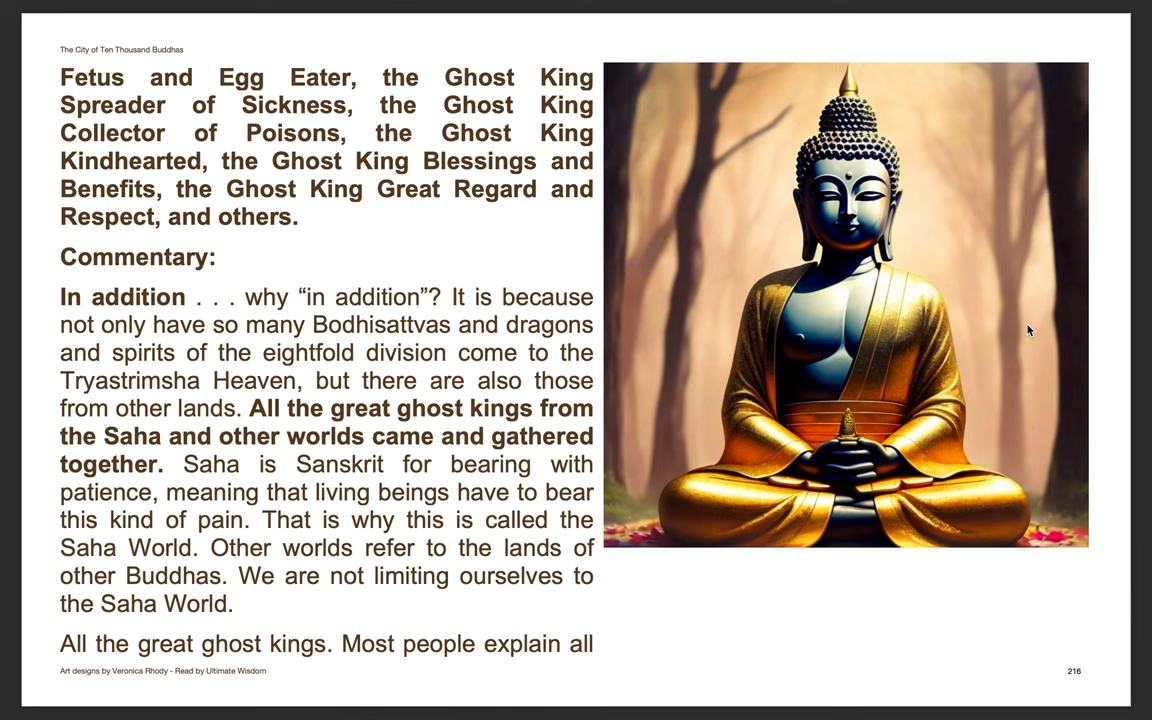 The City of Ten Thousand Buddhas
Fetus and Egg Eater, the Ghost King
Spreader of Sickness, the Ghost King
Collector of Poisons, the Ghost King
Kindhearted, the Ghost King Blessings and
Benefits, the Ghost King Great Regard and
Respect, and others.
Commentary:
In addition . . . why “in addition”? It is because
not only have so many Bodhisattvas and dragons
and spirits of the eightfold division come to the
Tryastrimsha Heaven, but there are also those
from other lands. All the great ghost kings from
the Saha and other worlds came and gathered
together. Saha is Sanskrit for bearing with
patience, meaning that living beings have to bear
this kind of pain. That is why this is called the
Saha World. Other worlds refer to the lands of
other Buddhas. We are not limiting ourselves to
the Saha World.
All the great ghost kings. Most people explain all
Art designs by Veronica Rhody - Read by Ultimate Wisdom
216